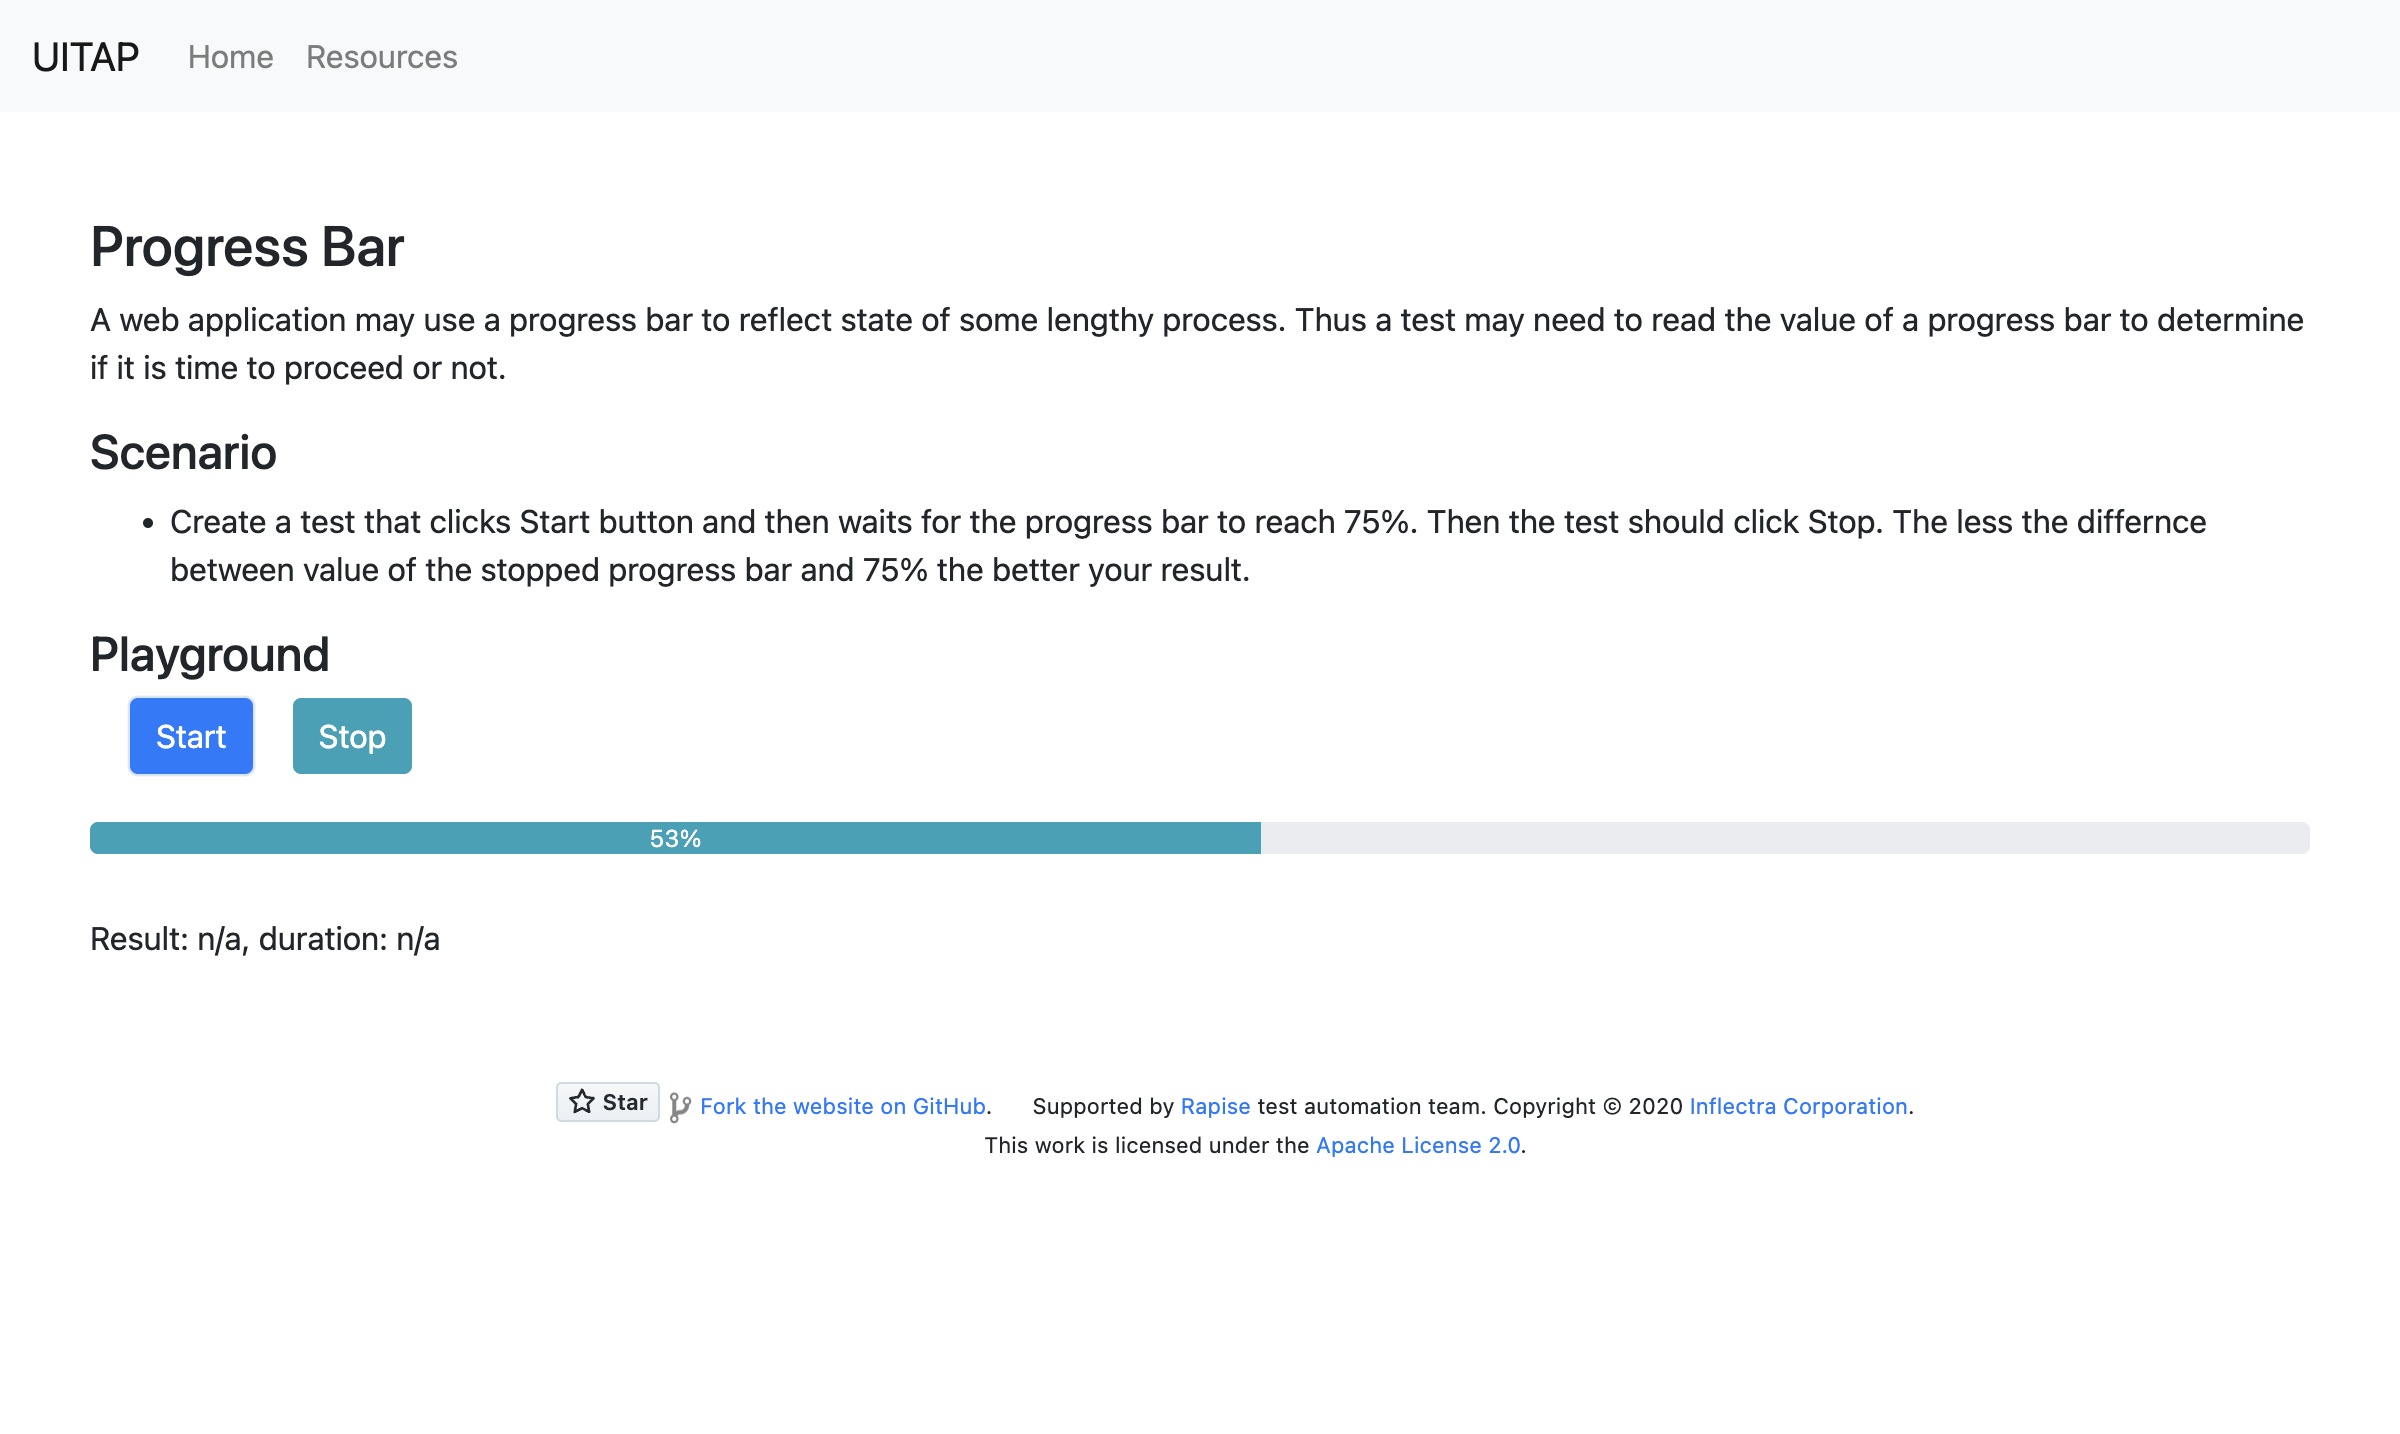 UITAP Home Resources
Progress Bar
A web application may use a progress bar to reflect state of some lengthy process. Thus a test may need to read the value of a progress bar to determine
if it is time to proceed or not.
Scenario
• Create a test that clicks Start button and then waits for the progress bar to reach 75%. Then the test should click Stop. The less the differnce
between value of the stopped progress bar and 75% the better your result.
Playground
Start Stop
53%
Result: n/a, duration: n/a
Star Fork the website on GitHub. Supported by Rapise test automation team. Copyright © 2020 Inflectra Corporation.
This work is licensed under the Apache License 2.0.